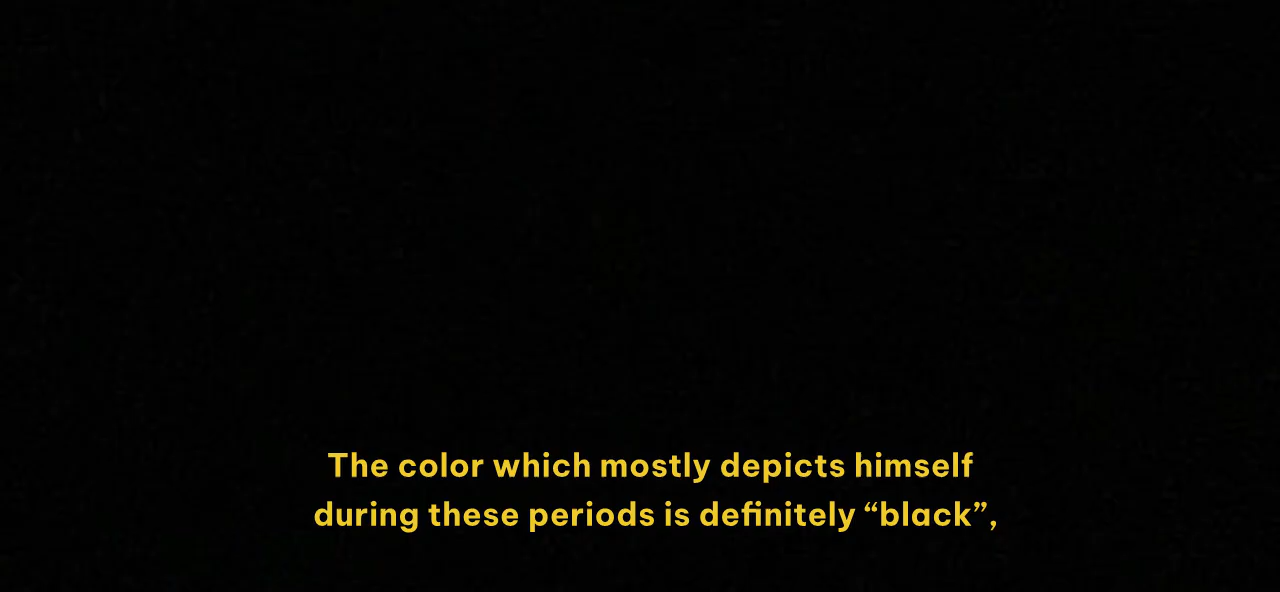 The color which mostly depicts himself
during these periods is definitely “black”,